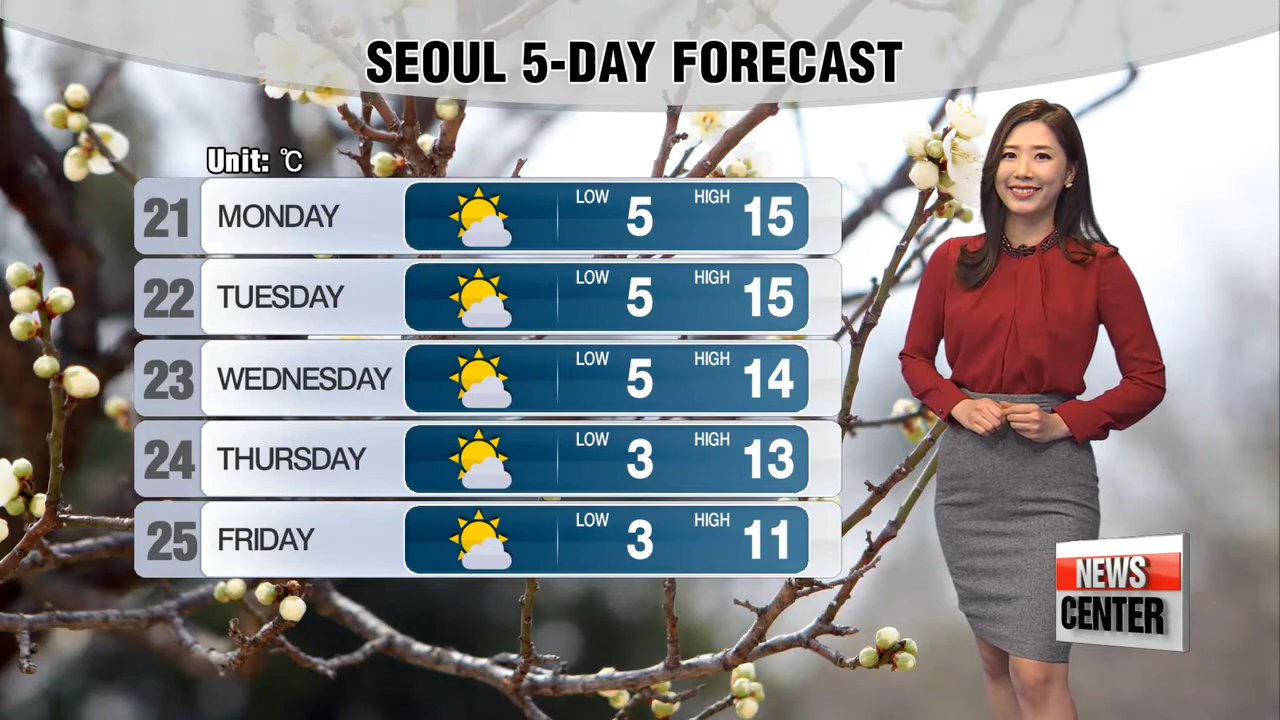 SEOUL 5-DAY FORECAST
Unit: ℃
21 MONDAY LOW 5 HIGH 15
22 TUESDAY LOW 5 HIGH 15
23 WEDNESDAY LOW 5 HIGH 14
24 THURSDAY LOW 3 HIGH 13
25 FRIDAY LOW 3 HIGH 11
NEWS
CENTER